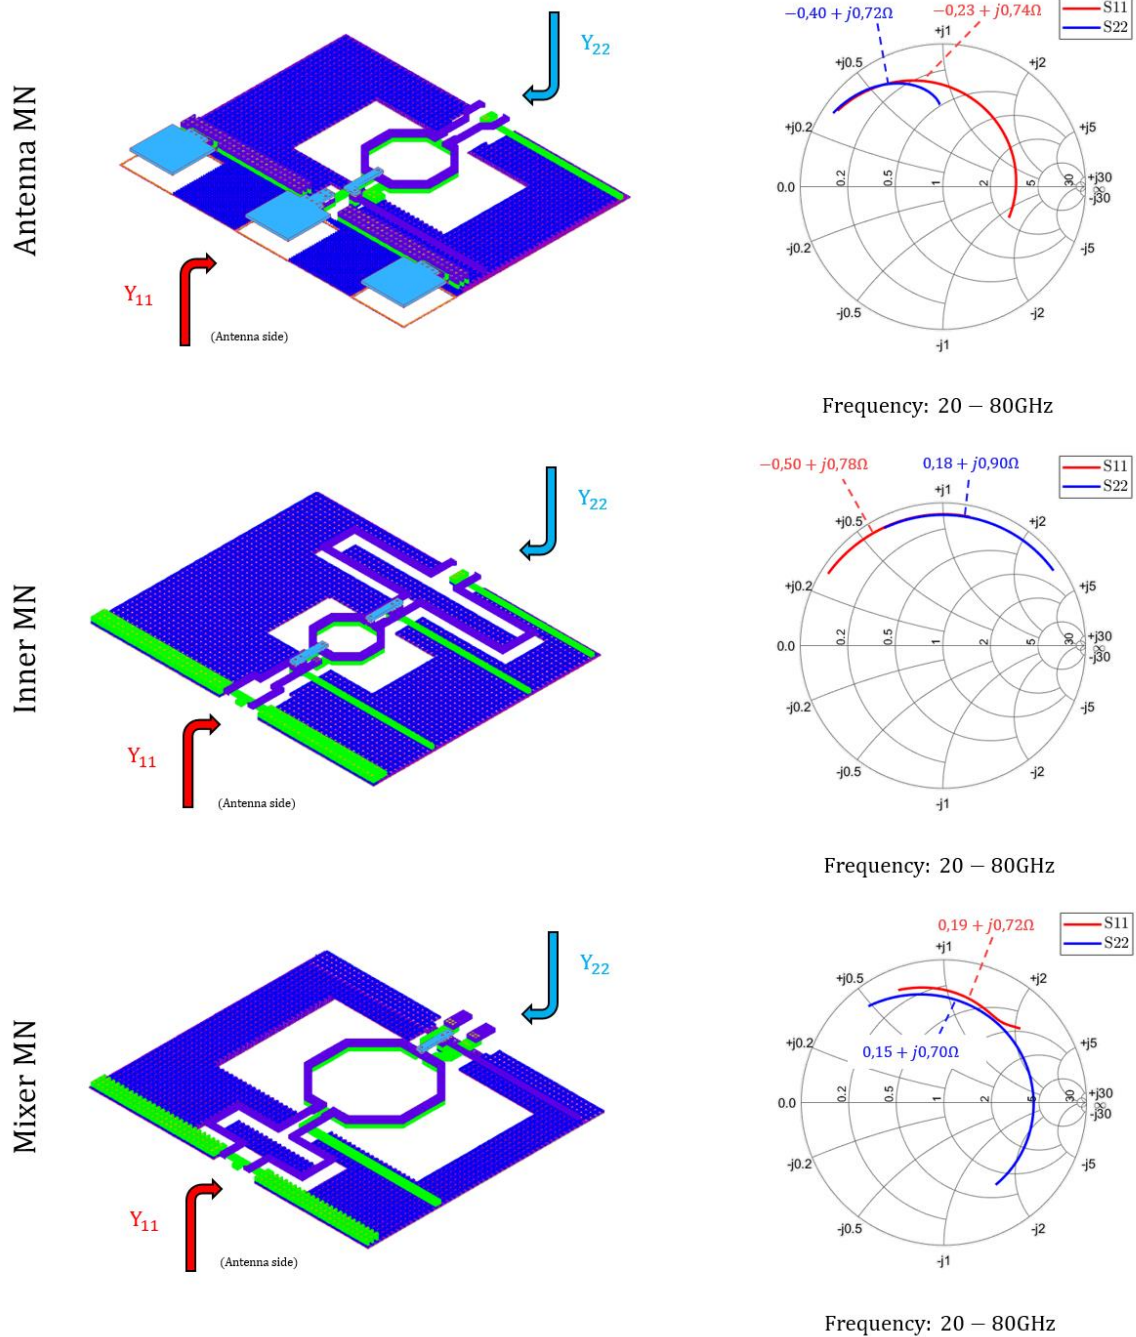 Antenna MN
Y22
Y11
(Antenna side)
−0,40 + j0,72Ω
−0,23 + j0,74Ω
S11
S22
+j1
+j0.5
+j2
+j0.2
+j5
0.0
0.2
0.5
1
2
5
30
+j30
-j30
∞
-j0.2
-j5
-j0.5
-j2
-j1
Frequency: 20 − 80GHz
Inner MN
Y22
Y11
(Antenna side)
−0,50 + j0,78Ω
0,18 + j0,90Ω
S11
S22
+j1
+j0.5
+j2
+j0.2
+j5
0.0
0.2
0.5
1
2
5
30
+j30
-j30
∞
-j0.2
-j5
-j0.5
-j2
-j1
Frequency: 20 − 80GHz
Mixer MN
Y22
Y11
(Antenna side)
0,19 + j0,72Ω
S11
S22
+j1
+j0.5
+j2
0,15 + j0,70Ω
+j0.2
+j5
0.0
0.2
0.5
1
2
5
30
+j30
-j30
∞
-j0.2
-j5
-j0.5
-j2
-j1
Frequency: 20 − 80GHz